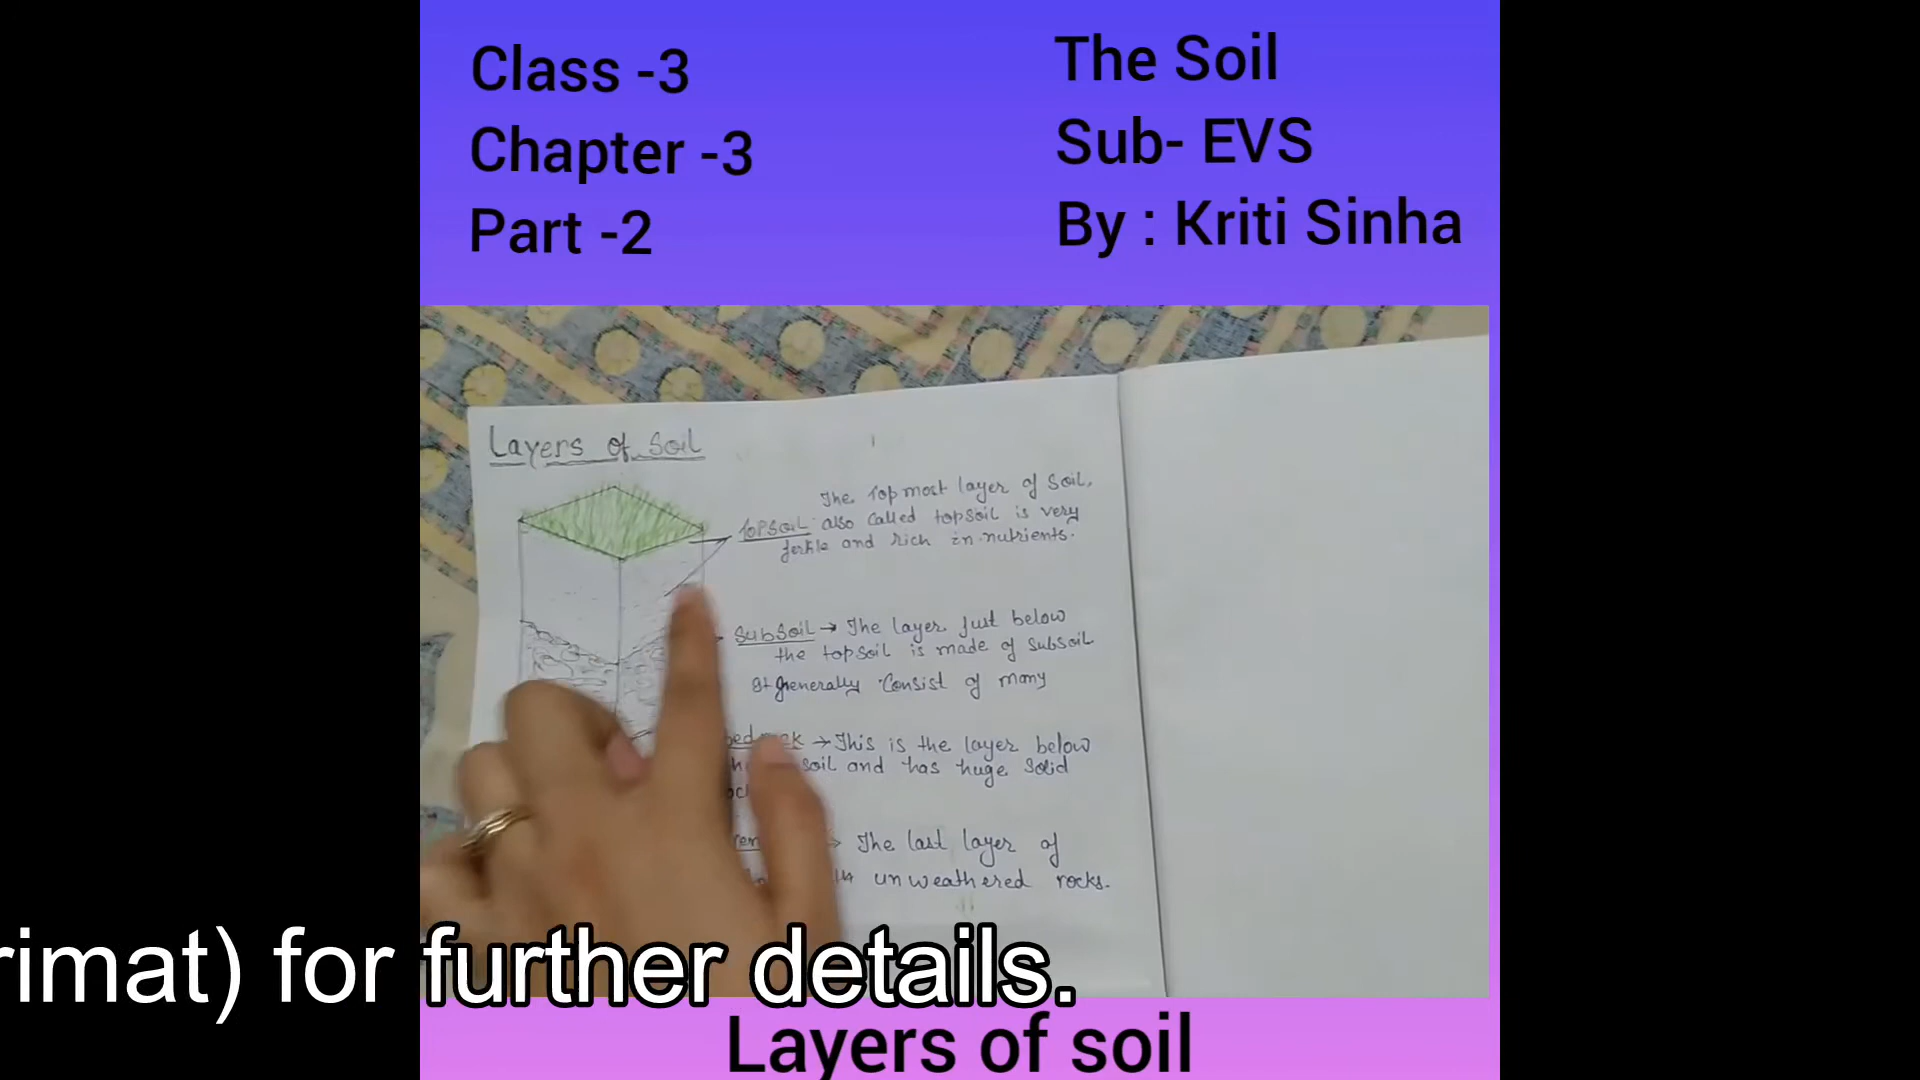 Class -3
Chapter -3
Part -2
The Soil
Sub- EVS
By : Kriti Sinha
Layers of Soil
The Topmost layer of Soil,
TopSoil also called topsoil is very
fertile and rich in nutrients.
SubSoil → The layer just below
the topsoil is made of subsoil
It generally consist of many
→ This is the layer below
soil and has huge solid
→ The last layer of
unweathered rocks.
rimat) for further details.
Layers of soil